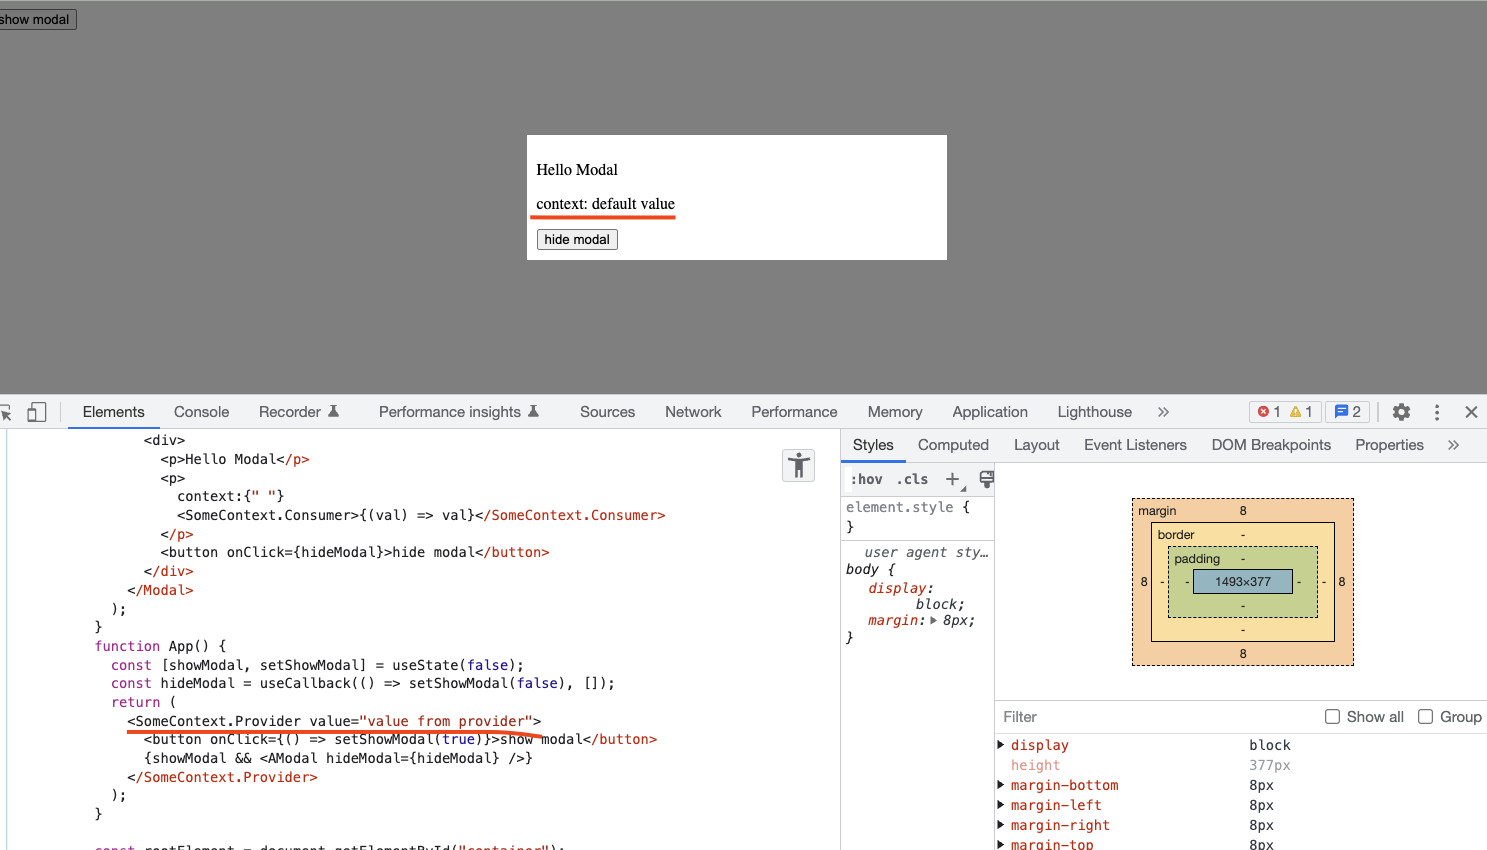 show modal
Hello Modal
context: default value
hide modal
Elements Console Recorder Performance insights Sources Network Performance Memory Application Lighthouse » 1 1 2
<div>
<p>Hello Modal</p>
<p>
context:{" "}
<SomeContext.Consumer>{(val) => val}</SomeContext.Consumer>
</p>
<button onClick={hideModal}>hide modal</button>
</div>
</Modal>
);
}
function App() {
const [showModal, setShowModal] = useState(false);
const hideModal = useCallback(() => setShowModal(false), []);
return (
<SomeContext.Provider value="value from provider">
<button onClick={() => setShowModal(true)}>show modal</button>
{showModal && <AModal hideModal={hideModal} />}
</SomeContext.Provider>
);
}
const rootElement = document.getElementById("container");
Styles Computed Layout Event Listeners DOM Breakpoints Properties »
:hov .cls +
element.style {
}
user agent sty…
body {
display:
block;
margin: 8px;
}
margin 8
border -
padding -
8 - - 1493×377 - - 8
-
-
8
Filter Show all Group
display block
height 377px
margin-bottom 8px
margin-left 8px
margin-right 8px
margin-top 8px